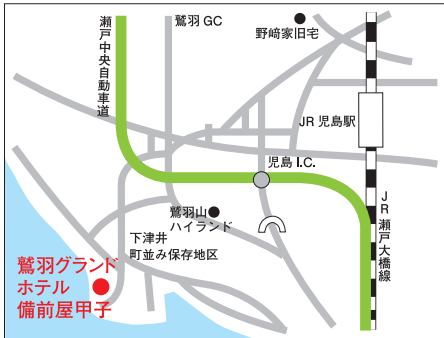 瀬戸中央自動車道
鷲羽GC
野﨑家旧宅
JR 児島駅
児島 I.C.
JR瀬戸大橋線
鷲羽山
ハイランド
下津井
町並み保存地区
鷲羽グランド
ホテル
備前屋甲子